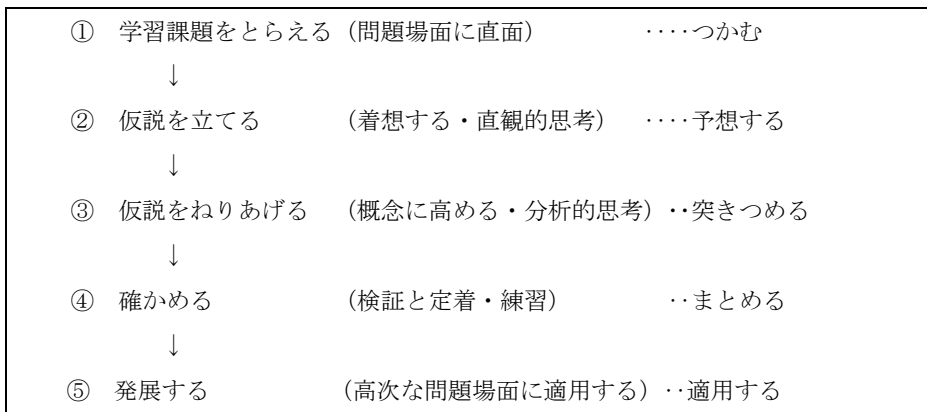 ① 学習課題をとらえる（問題場面に直面） ‥‥つかむ
↓
② 仮説を立てる （着想する・直観的思考） ‥‥予想する
↓
③ 仮説をねりあげる （概念に高める・分析的思考）‥突きつめる
↓
④ 確かめる （検証と定着・練習） ‥まとめる
↓
⑤ 発展する （高次な問題場面に適用する）‥適用する